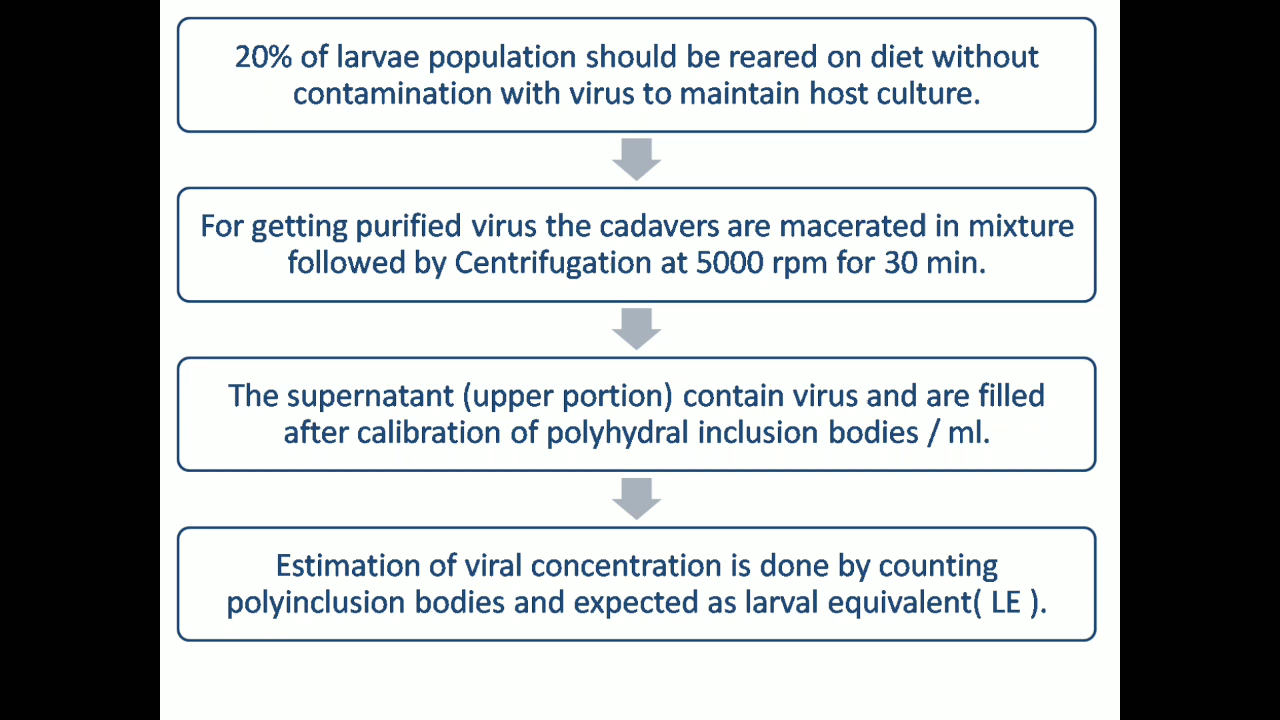 20% of larvae population should be reared on diet without
contamination with virus to maintain host culture.
For getting purified virus the cadavers are macerated in mixture
followed by Centrifugation at 5000 rpm for 30 min.
The supernatant (upper portion) contain virus and are filled
after calibration of polyhydral inclusion bodies / ml.
Estimation of viral concentration is done by counting
polyinclusion bodies and expected as larval equivalent( LE ).